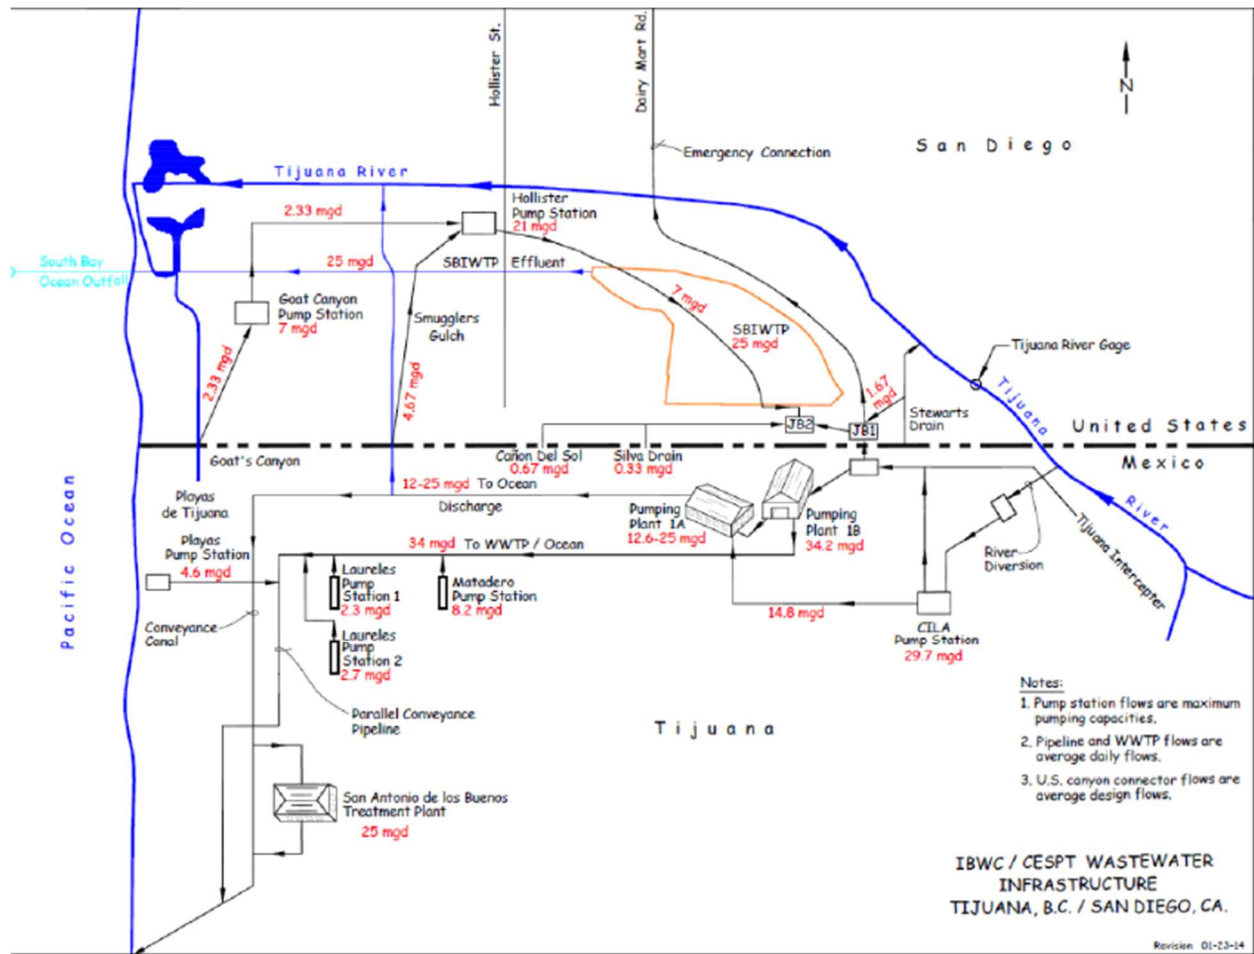 Hollister St.
Dairy Mart Rd.
N
San Diego
Emergency Connection
Tijuana River
2.33 mgd
Hollister
Pump Station
21 mgd
South Bay
Ocean Outfall
25 mgd
SBIWTP Effluent
Goat Canyon
Pump Station
7 mgd
Smugglers
Gulch
7 mgd
SBIWTP
25 mgd
Tijuana River Gage
2.33 mgd
4.67 mgd
1.67
mgd
Stewarts
Drain
Tijuana
River
JB2
JB1
United States
Mexico
Goat's Canyon
Cañon Del Sol
0.67 mgd
Silva Drain
0.33 mgd
12-25 mgd To Ocean
Discharge
Playas
de Tijuana
Pumping
Plant 1A
12.6-25 mgd
Pumping
Plant 1B
34.2 mgd
River
Diversion
Tijuana Intercepter
Pacific Ocean
Playas
Pump Station
4.6 mgd
34 mgd To WWTP / Ocean
Laureles
Pump
Station 1
2.3 mgd
Matadero
Pump Station
8.2 mgd
14.8 mgd
CILA
Pump Station
29.7 mgd
Conveyance
Canal
Laureles
Pump
Station 2
2.7 mgd
Parallel Conveyance
Pipeline
Tijuana
Notes:
1. Pump station flows are maximum
pumping capacities.
2. Pipeline and WWTP flows are
average daily flows.
3. U.S. canyon connector flows are
average design flows.
San Antonio de los Buenos
Treatment Plant
25 mgd
IBWC / CESPT WASTEWATER
INFRASTRUCTURE
TIJUANA, B.C. / SAN DIEGO, CA.
Revision 01-23-14